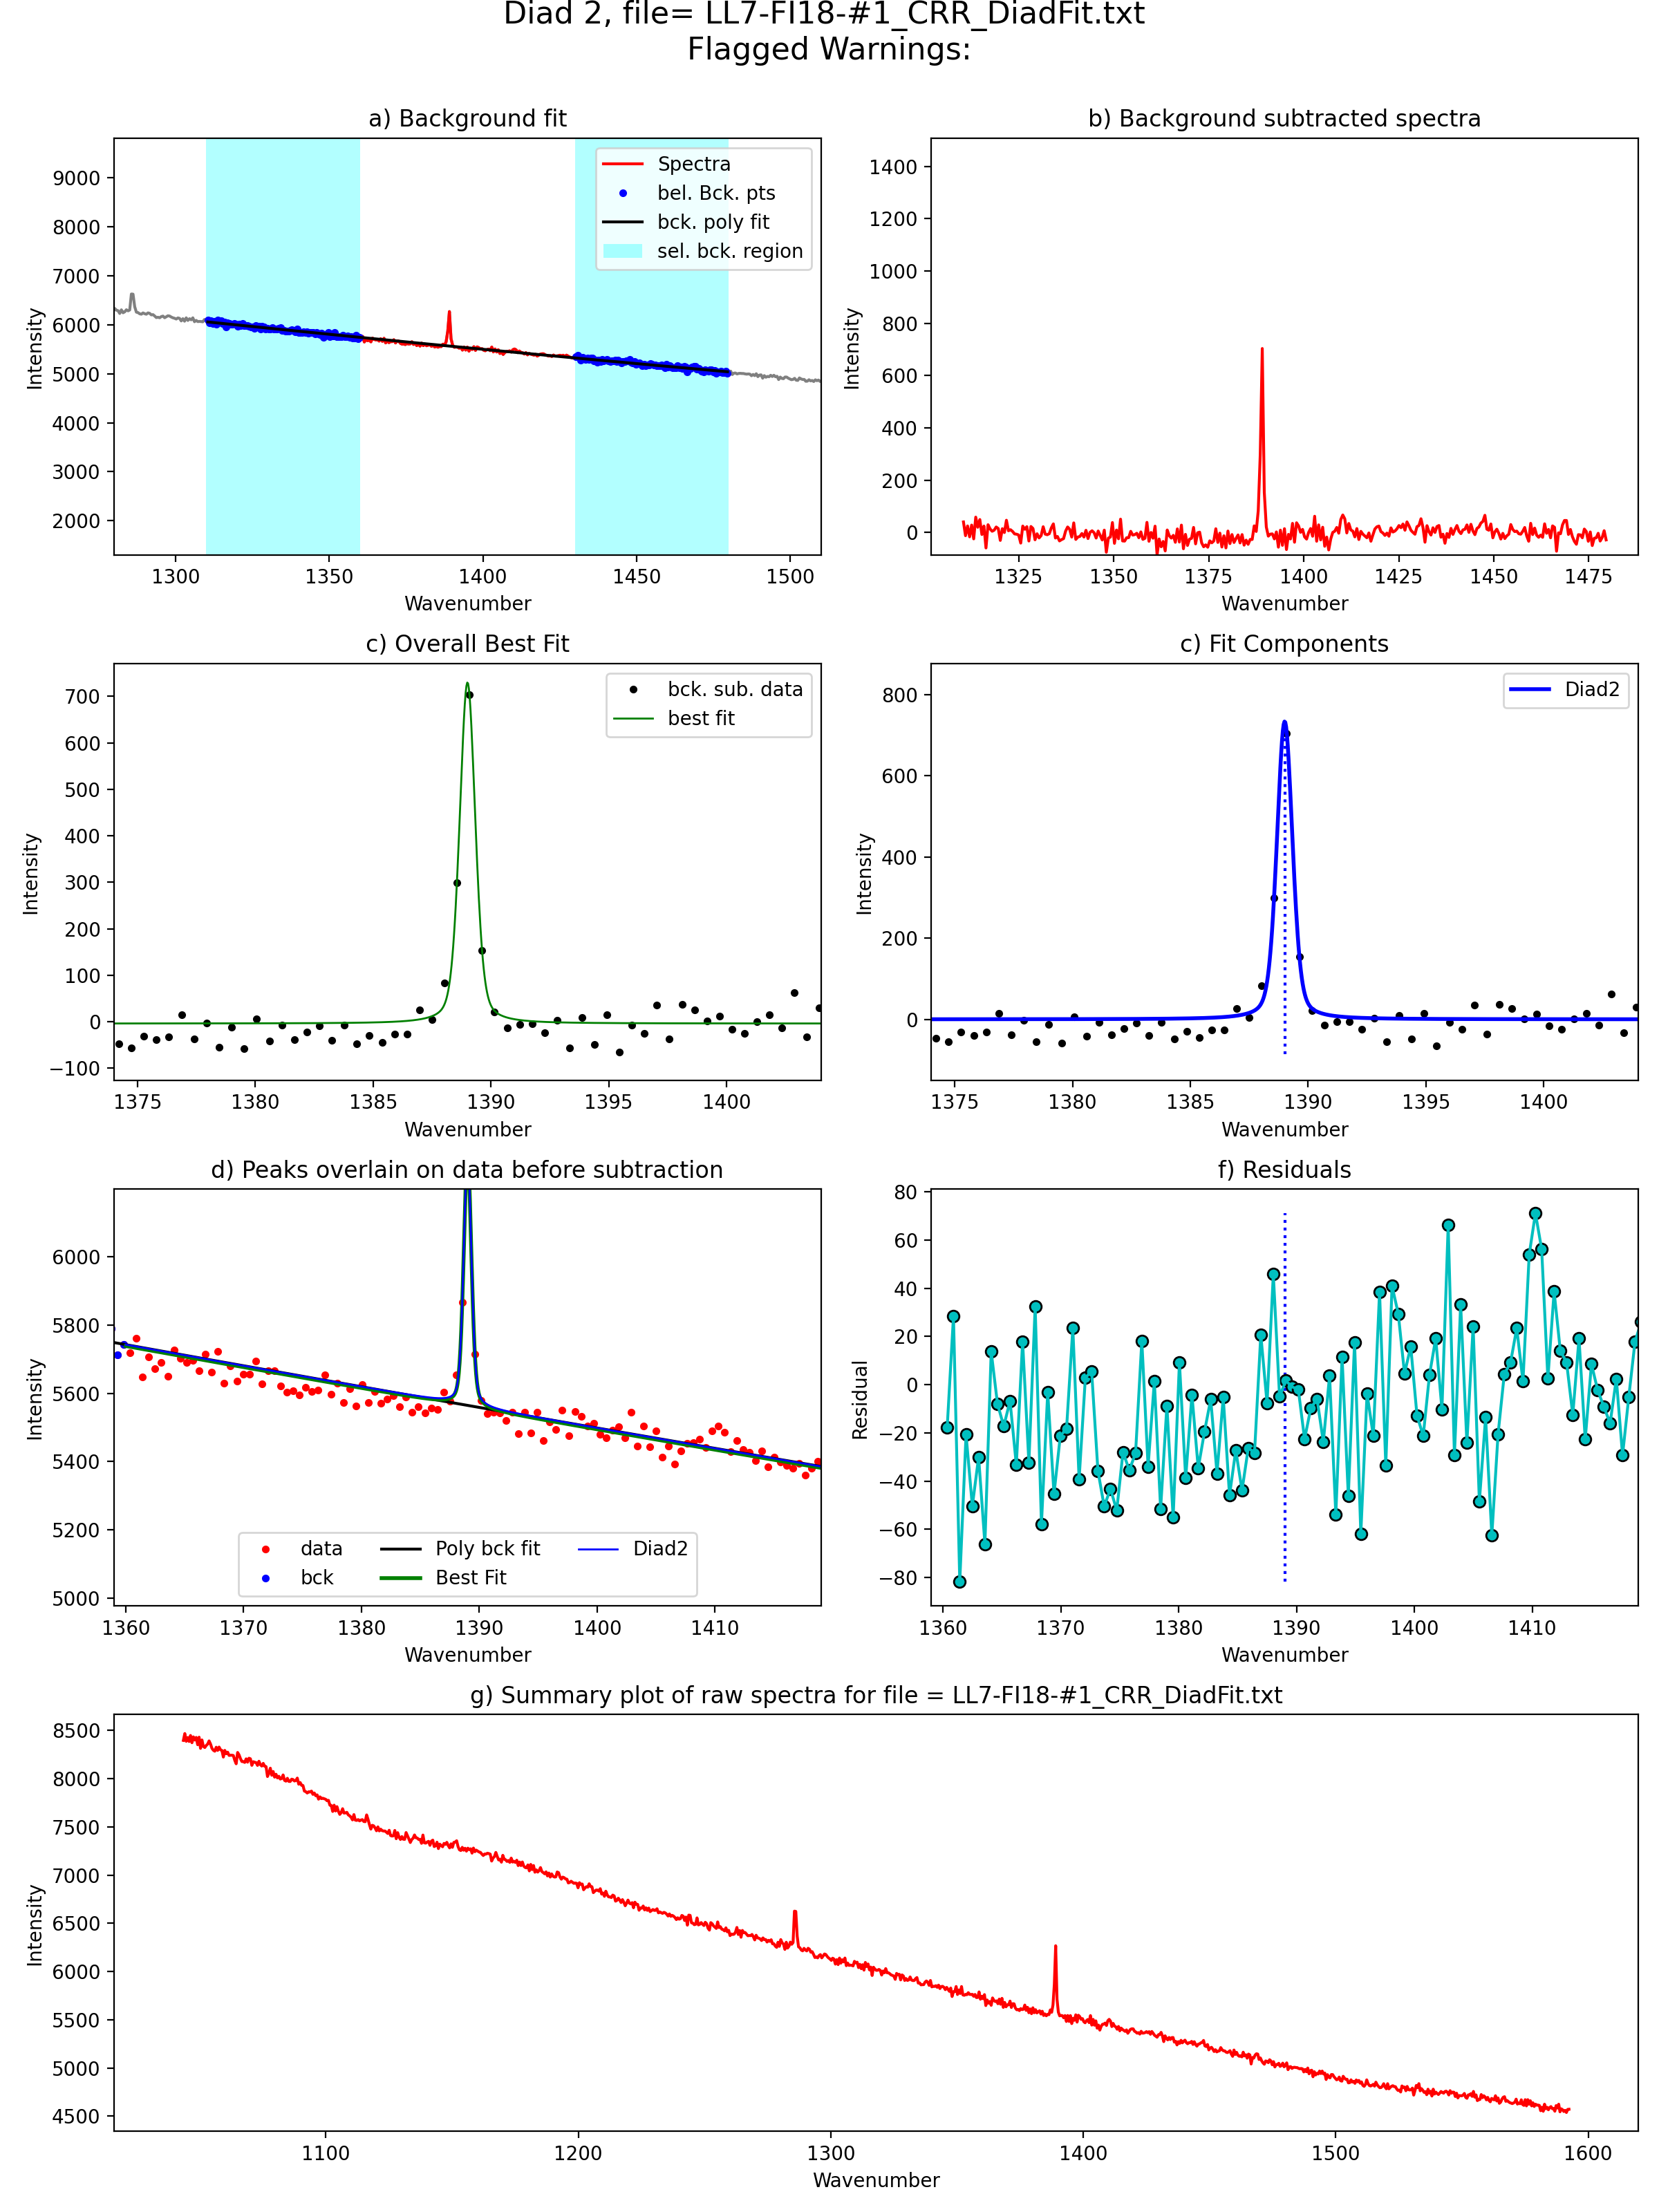 Diad 2, file= LL7-FI18-#1_CRR_DiadFit.txt
Flagged Warnings:
a) Background fit
Intensity
9000
8000
7000
6000
5000
4000
3000
2000
Spectra
bel. Bck. pts
bck. poly fit
sel. bck. region
1300 1350 1400 1450 1500
Wavenumber
b) Background subtracted spectra
Intensity
1400
1200
1000
800
600
400
200
0
1325 1350 1375 1400 1425 1450 1475
Wavenumber
c) Overall Best Fit
Intensity
700
600
500
400
300
200
100
0
−100
bck. sub. data
best fit
1375 1380 1385 1390 1395 1400
Wavenumber
c) Fit Components
Intensity
800
600
400
200
0
Diad2
1375 1380 1385 1390 1395 1400
Wavenumber
d) Peaks overlain on data before subtraction
Intensity
6000
5800
5600
5400
5200
5000
data
bck
Poly bck fit
Best Fit
Diad2
1360 1370 1380 1390 1400 1410
Wavenumber
f) Residuals
Residual
80
60
40
20
0
−20
−40
−60
−80
1360 1370 1380 1390 1400 1410
Wavenumber
g) Summary plot of raw spectra for file = LL7-FI18-#1_CRR_DiadFit.txt
Intensity
8500
8000
7500
7000
6500
6000
5500
5000
4500
1100 1200 1300 1400 1500 1600
Wavenumber